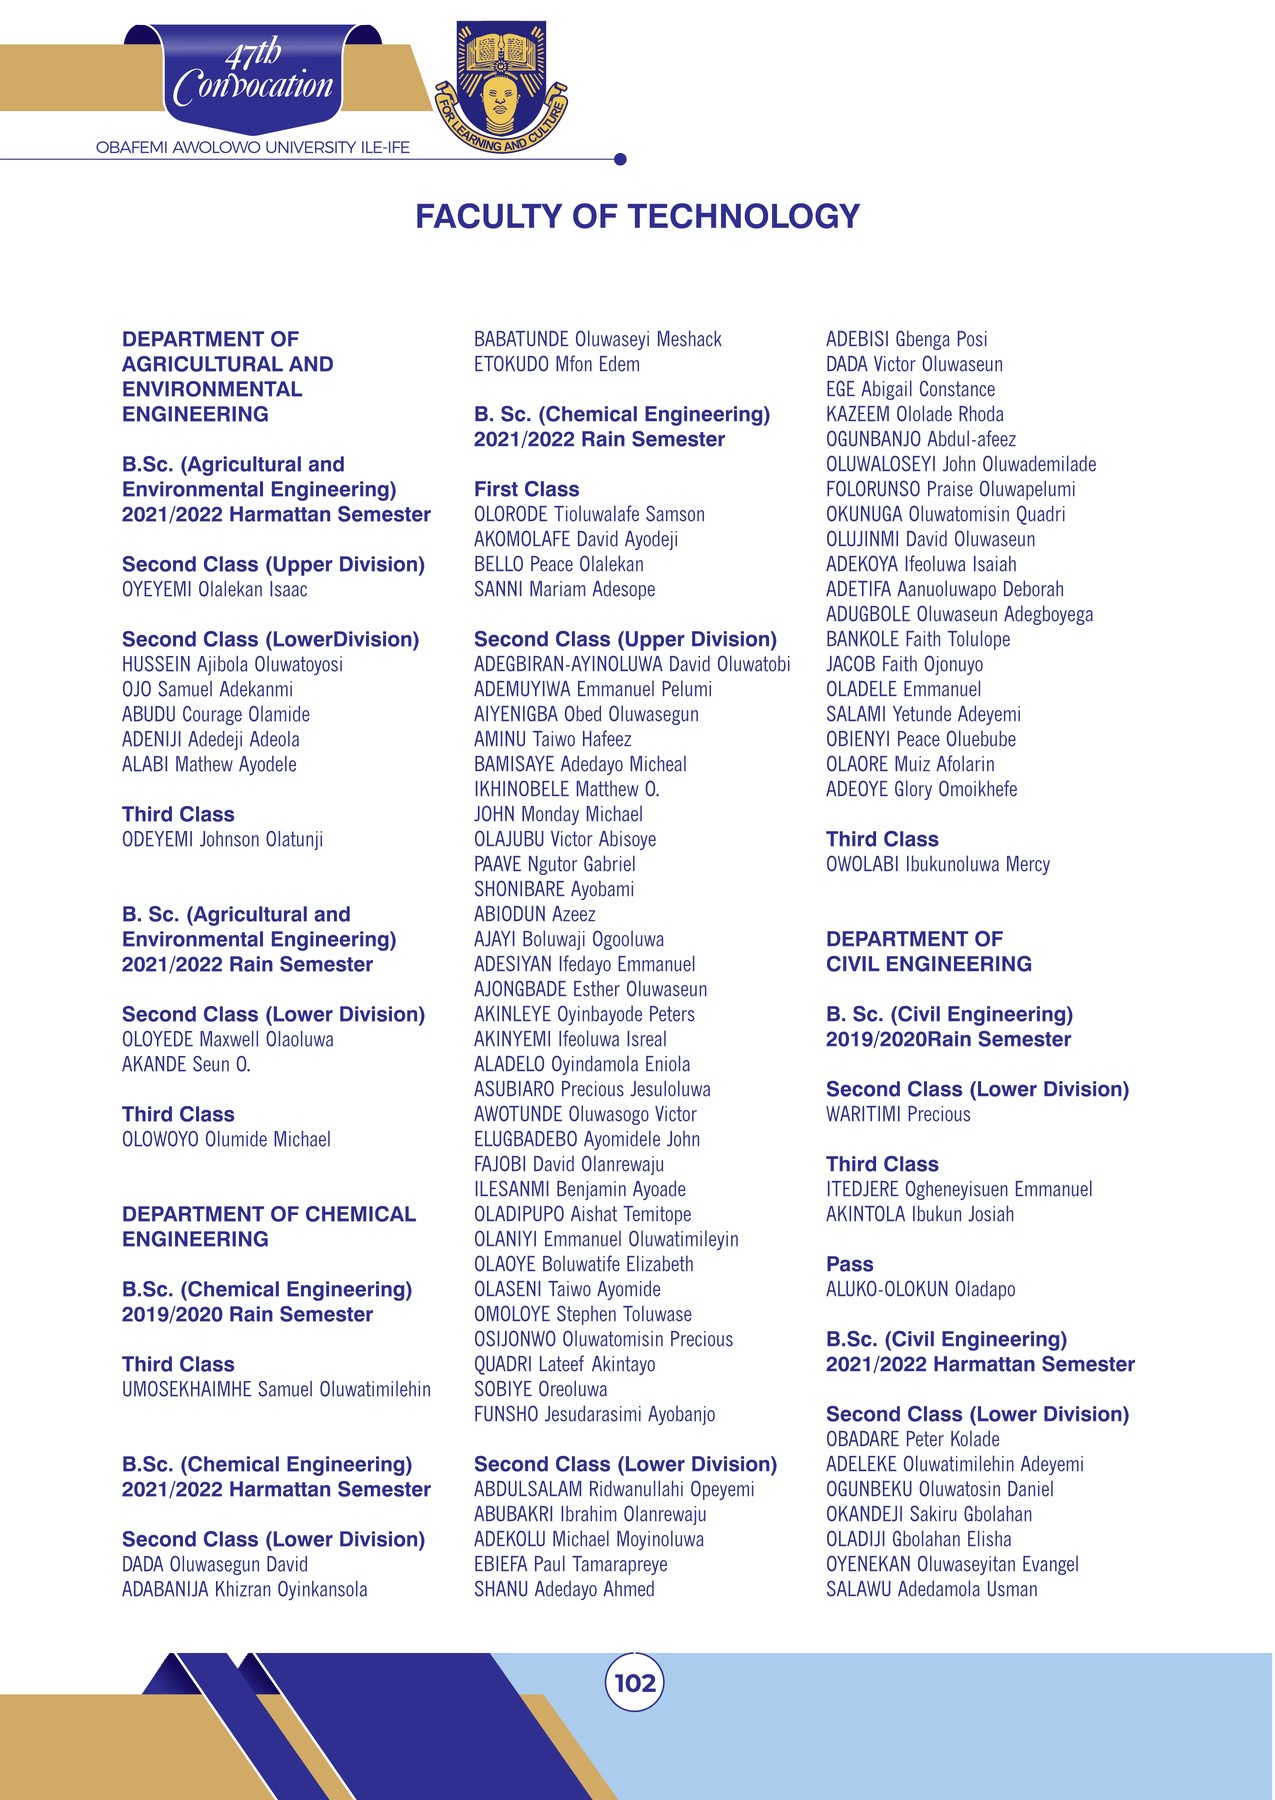 47th
Convocation
FOR LEARNING AND CULTURE
OBAFEMI AWOLOWO UNIVERSITY ILE-IFE
FACULTY OF TECHNOLOGY
DEPARTMENT OF
AGRICULTURAL AND
ENVIRONMENTAL
ENGINEERING
B.Sc. (Agricultural and
Environmental Engineering)
2021/2022 Harmattan Semester
Second Class (Upper Division)
OYEYEMI Olalekan Isaac
Second Class (LowerDivision)
HUSSEIN Ajibola Oluwatoyosi
OJO Samuel Adekanmi
ABUDU Courage Olamide
ADENIJI Adedeji Adeola
ALABI Mathew Ayodele
Third Class
ODEYEMI Johnson Olatunji
B. Sc. (Agricultural and
Environmental Engineering)
2021/2022 Rain Semester
Second Class (Lower Division)
OLOYEDE Maxwell Olaoluwa
AKANDE Seun O.
Third Class
OLOWOYO Olumide Michael
DEPARTMENT OF CHEMICAL
ENGINEERING
B.Sc. (Chemical Engineering)
2019/2020 Rain Semester
Third Class
UMOSEKHAIMHE Samuel Oluwatimilehin
B.Sc. (Chemical Engineering)
2021/2022 Harmattan Semester
Second Class (Lower Division)
DADA Oluwasegun David
ADABANIJA Khizran Oyinkansola
BABATUNDE Oluwaseyi Meshack
ETOKUDO Mfon Edem
B. Sc. (Chemical Engineering)
2021/2022 Rain Semester
First Class
OLORODE Tioluwalafe Samson
AKOMOLAFE David Ayodeji
BELLO Peace Olalekan
SANNI Mariam Adesope
Second Class (Upper Division)
ADEGBIRAN-AYINOLUWA David Oluwatobi
ADEMUYIWA Emmanuel Pelumi
AIYENIGBA Obed Oluwasegun
AMINU Taiwo Hafeez
BAMISAYE Adedayo Micheal
IKHINOBELE Matthew O.
JOHN Monday Michael
OLAJUBU Victor Abisoye
PAAVE Ngutor Gabriel
SHONIBARE Ayobami
ABIODUN Azeez
AJAYI Boluwaji Ogooluwa
ADESIYAN Ifedayo Emmanuel
AJONGBADE Esther Oluwaseun
AKINLEYE Oyinbayode Peters
AKINYEMI Ifeoluwa Isreal
ALADELO Oyindamola Eniola
ASUBIARO Precious Jesuloluwa
AWOTUNDE Oluwasogo Victor
ELUGBADEBO Ayomidele John
FAJOBI David Olanrewaju
ILESANMI Benjamin Ayoade
OLADIPUPO Aishat Temitope
OLANIYI Emmanuel Oluwatimileyin
OLAOYE Boluwatife Elizabeth
OLASENI Taiwo Ayomide
OMOLOYE Stephen Toluwase
OSIJONWO Oluwatomisin Precious
QUADRI Lateef Akintayo
SOBIYE Oreoluwa
FUNSHO Jesudarasimi Ayobanjo
Second Class (Lower Division)
ABDULSALAM Ridwanullahi Opeyemi
ABUBAKRI Ibrahim Olanrewaju
ADEKOLU Michael Moyinoluwa
EBIEFA Paul Tamarapreye
SHANU Adedayo Ahmed
ADEBISI Gbenga Posi
DADA Victor Oluwaseun
EGE Abigail Constance
KAZEEM Ololade Rhoda
OGUNBANJO Abdul-afeez
OLUWALOSEYI John Oluwademilade
FOLORUNSO Praise Oluwapelumi
OKUNUGA Oluwatomisin Quadri
OLUJINMI David Oluwaseun
ADEKOYA Ifeoluwa Isaiah
ADETIFA Aanuoluwapo Deborah
ADUGBOLE Oluwaseun Adegboyega
BANKOLE Faith Tolulope
JACOB Faith Ojonuyo
OLADELE Emmanuel
SALAMI Yetunde Adeyemi
OBIENYI Peace Oluebube
OLAORE Muiz Afolarin
ADEOYE Glory Omoikhefe
Third Class
OWOLABI Ibukunoluwa Mercy
DEPARTMENT OF
CIVIL ENGINEERING
B. Sc. (Civil Engineering)
2019/2020Rain Semester
Second Class (Lower Division)
WARITIMI Precious
Third Class
ITEDJERE Ogheneyisuen Emmanuel
AKINTOLA Ibukun Josiah
Pass
ALUKO-OLOKUN Oladapo
B.Sc. (Civil Engineering)
2021/2022 Harmattan Semester
Second Class (Lower Division)
OBADARE Peter Kolade
ADELEKE Oluwatimilehin Adeyemi
OGUNBEKU Oluwatosin Daniel
OKANDEJI Sakiru Gbolahan
OLADIJI Gbolahan Elisha
OYENEKAN Oluwaseyitan Evangel
SALAWU Adedamola Usman
102